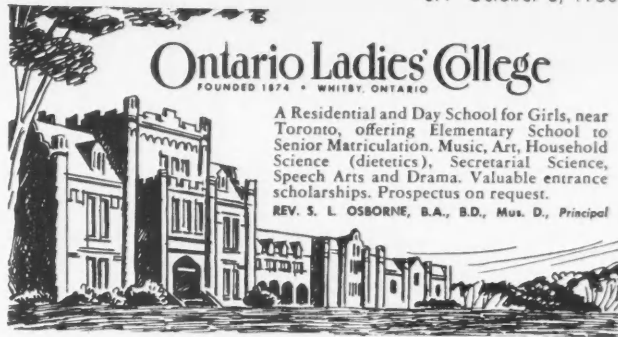 Ontario Ladies' College
FOUNDED 1874 • WHITBY, ONTARIO
A Residential and Day School for Girls, near
Toronto, offering Elementary School to
Senior Matriculation. Music, Art, Household
Science (dietetics), Secretarial Science,
Speech Arts and Drama. Valuable entrance
scholarships. Prospectus on request.
REV. S. L. OSBORNE, B.A., B.D., Mus. D., Principal